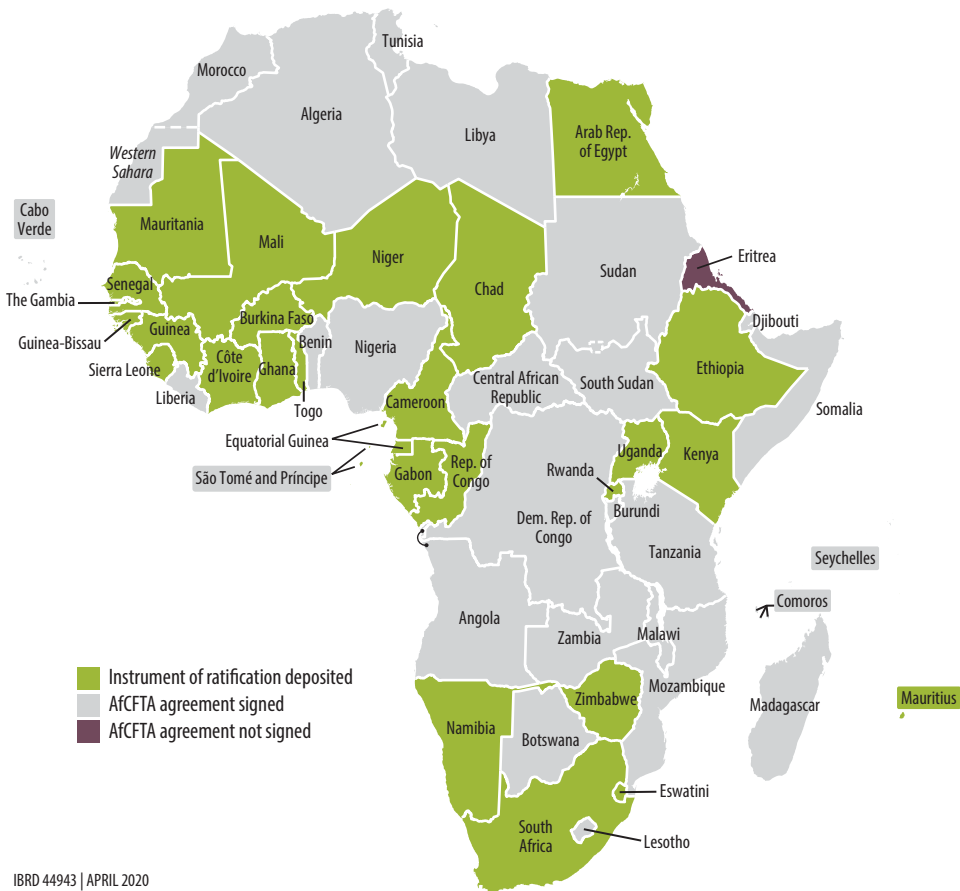 Tunisia
Morocco
Algeria
Libya
Arab Rep.
of Egypt
Western
Sahara
Cabo
Verde
Mauritania
Mali
Niger
Chad
Sudan
Eritrea
Senegal
The Gambia
Burkina Faso
Djibouti
Guinea-Bissau
Guinea
Benin
Nigeria
Sierra Leone
Côte
d'Ivoire
Ghana
Central African
Republic
South Sudan
Ethiopia
Liberia
Togo
Cameroon
Somalia
Equatorial Guinea
São Tomé and Príncipe
Gabon
Rep. of
Congo
Uganda
Kenya
Rwanda
Burundi
Dem. Rep. of
Congo
Tanzania
Seychelles
Comoros
Angola
Zambia
Malawi
Mozambique
Madagascar
Mauritius
Instrument of ratification deposited
AfCFTA agreement signed
AfCFTA agreement not signed
Namibia
Zimbabwe
Botswana
Eswatini
South
Africa
Lesotho
IBRD 44943 | APRIL 2020